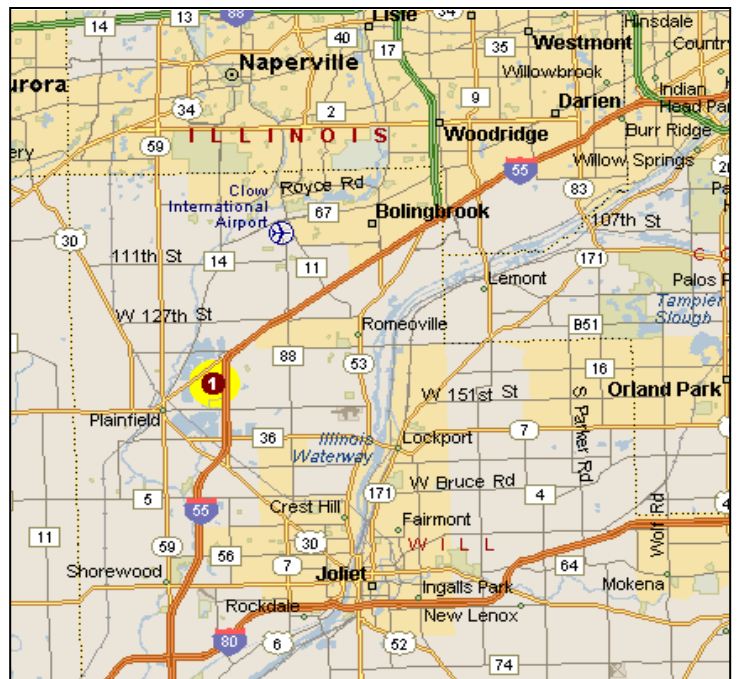 88
Lisle
34
Hinsdale
14
13
40
17
35
Westmont
Country
Naperville
Willowbrook
urora
Indian
Head Par
34
2
9
Darien
ILLINOIS
Woodridge
Burr Ridge
59
ery
Willow Springs
55
Clow
International
Airport
Royce Rd
83
67
Bolingbrook
107th St
30
111th St
14
11
171
C O
Lemont
Palos P
Tampier
Slough
W 127th St
Romeoville
B51
88
53
16
1
W 151st St
Orland Park
Plainfield
S Parker Rd
36
Illinois
Waterway
Lockport
7
171
W Bruce Rd
5
4
4
55
Crest Hill
Wolf Rd
11
Fairmont
59
56
30
WILL
7
64
Shorewood
Joliet
Ingalls Park
Mokena
Rockdale
New Lenox
80
6
52
74